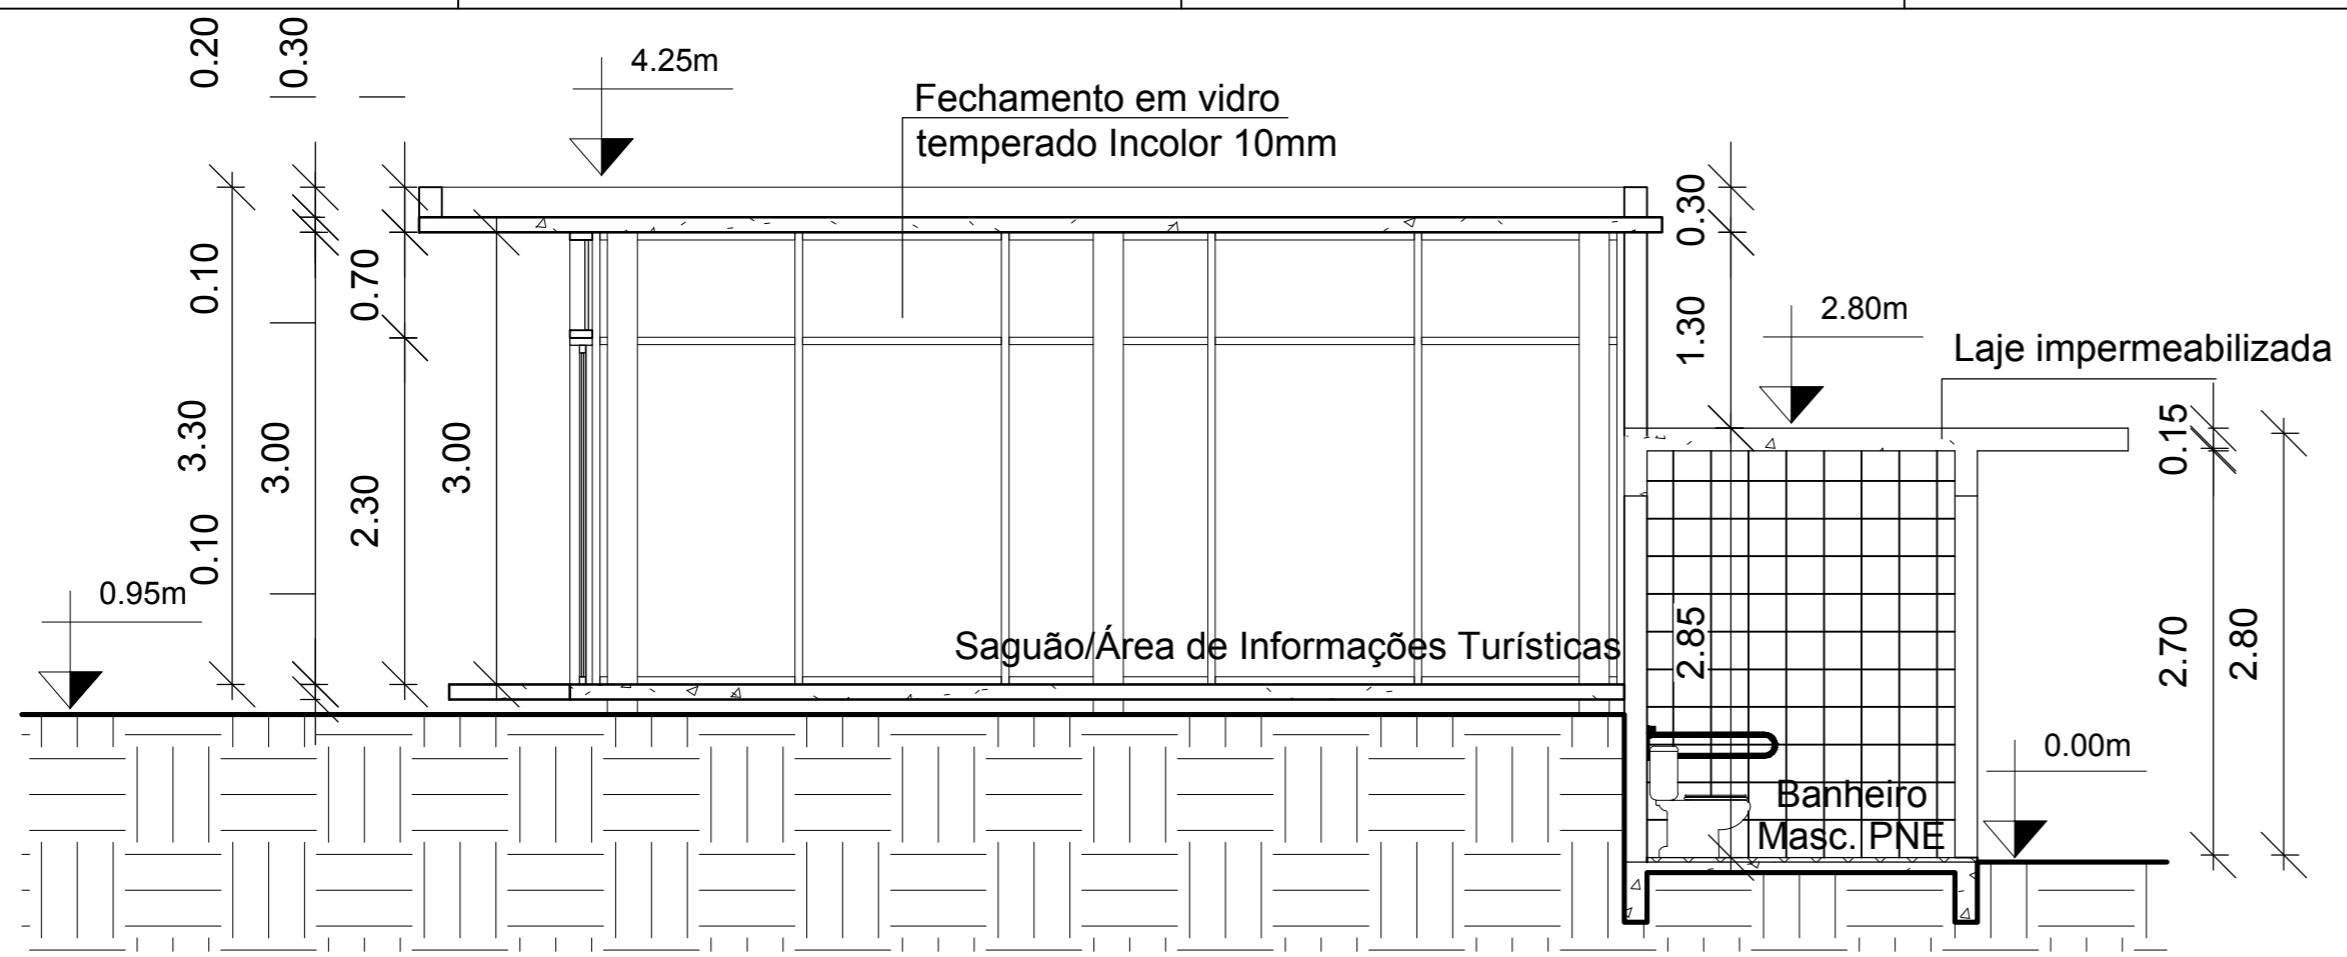 0.20
0.30
4.25m
Fechamento em vidro
temperado Incolor 10mm
0.30
0.10
0.70
1.30
2.80m
Laje impermeabilizada
0.15
3.30
3.00
3.00
2.30
0.10
0.95m
Saguão/Área de Informações Turísticas
2.85
2.70
2.80
0.00m
Banheiro
Masc. PNE